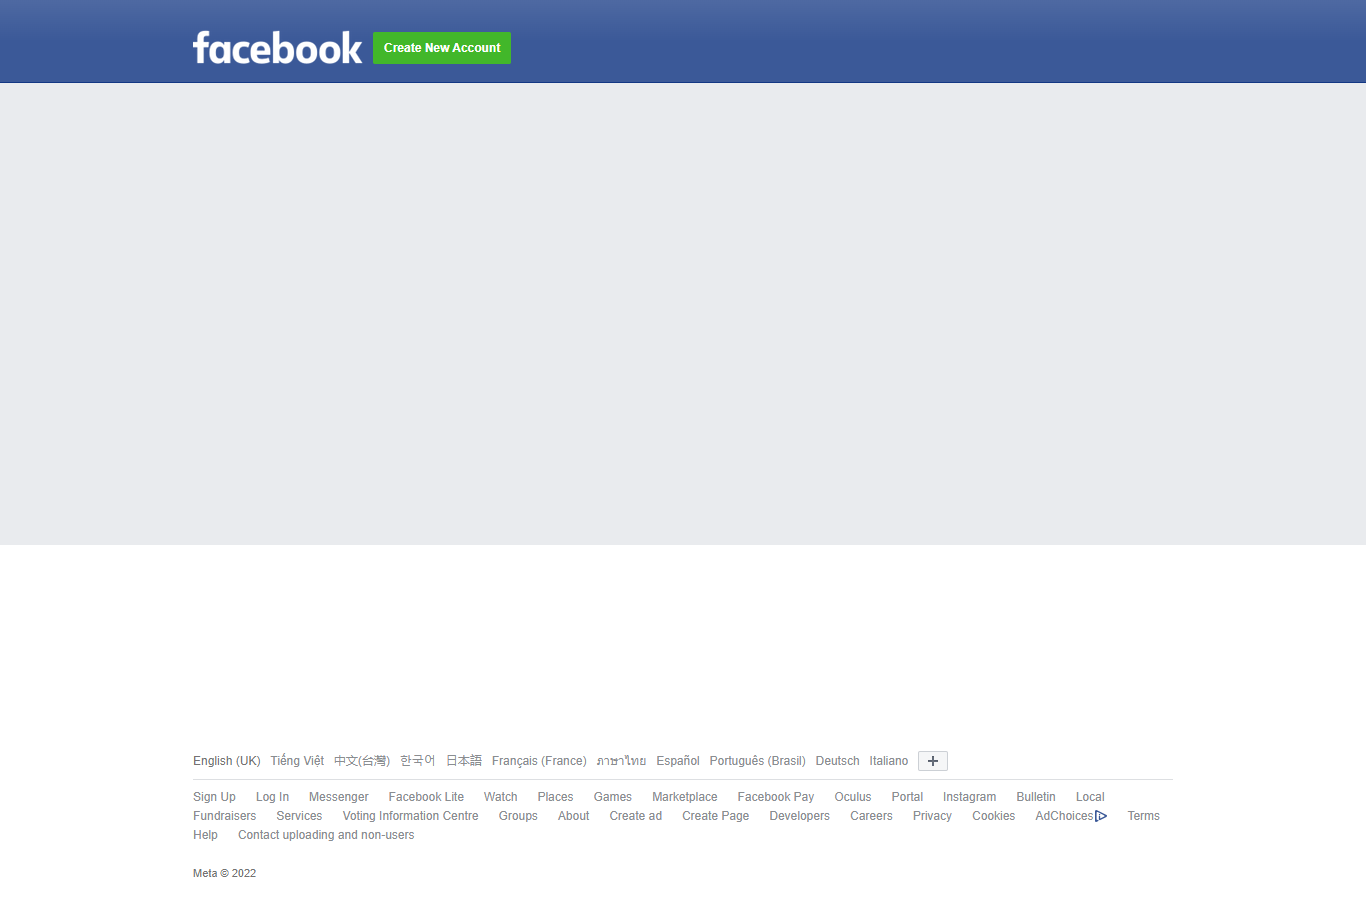 facebook Create New Account
English (UK) Tiếng Việt 中文(台灣) 한국어 日本語 Français (France) ภาษาไทย Español Português (Brasil) Deutsch Italiano
Sign Up Log In Messenger Facebook Lite Watch Places Games Marketplace Facebook Pay Oculus Portal Instagram Bulletin Local
Fundraisers Services Voting Information Centre Groups About Create ad Create Page Developers Careers Privacy Cookies AdChoices Terms
Help Contact uploading and non-users
Meta © 2022